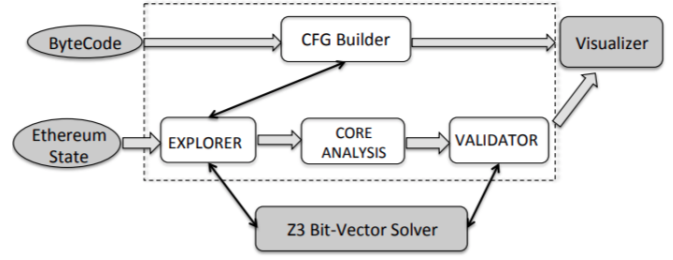 ByteCode
CFG Builder
Visualizer
Ethereum
State
EXPLORER
CORE
ANALYSIS
VALIDATOR
Z3 Bit-Vector Solver